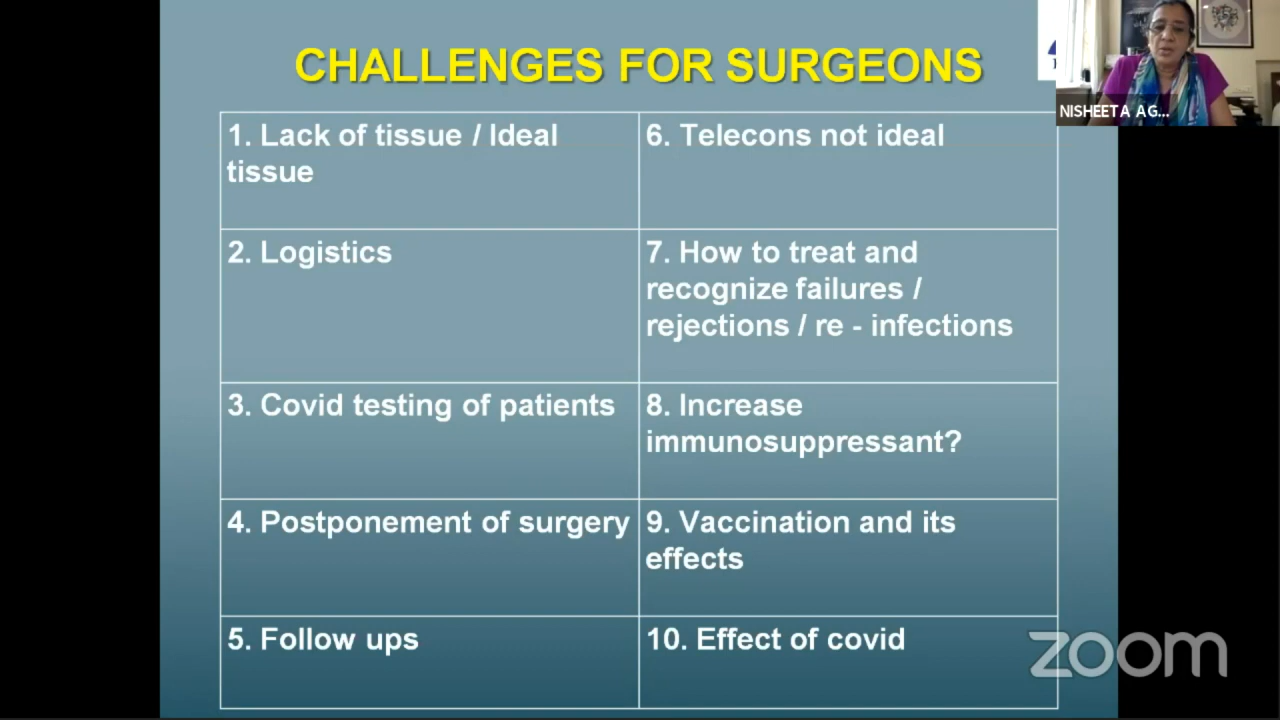 CHALLENGES FOR SURGEONS
NISHEETA AG...
1. Lack of tissue / Ideal
tissue
6. Telecons not ideal
2. Logistics
7. How to treat and
recognize failures /
rejections / re - infections
3. Covid testing of patients
8. Increase
immunosuppressant?
4. Postponement of surgery
9. Vaccination and its
effects
5. Follow ups
10. Effect of covid
zoom